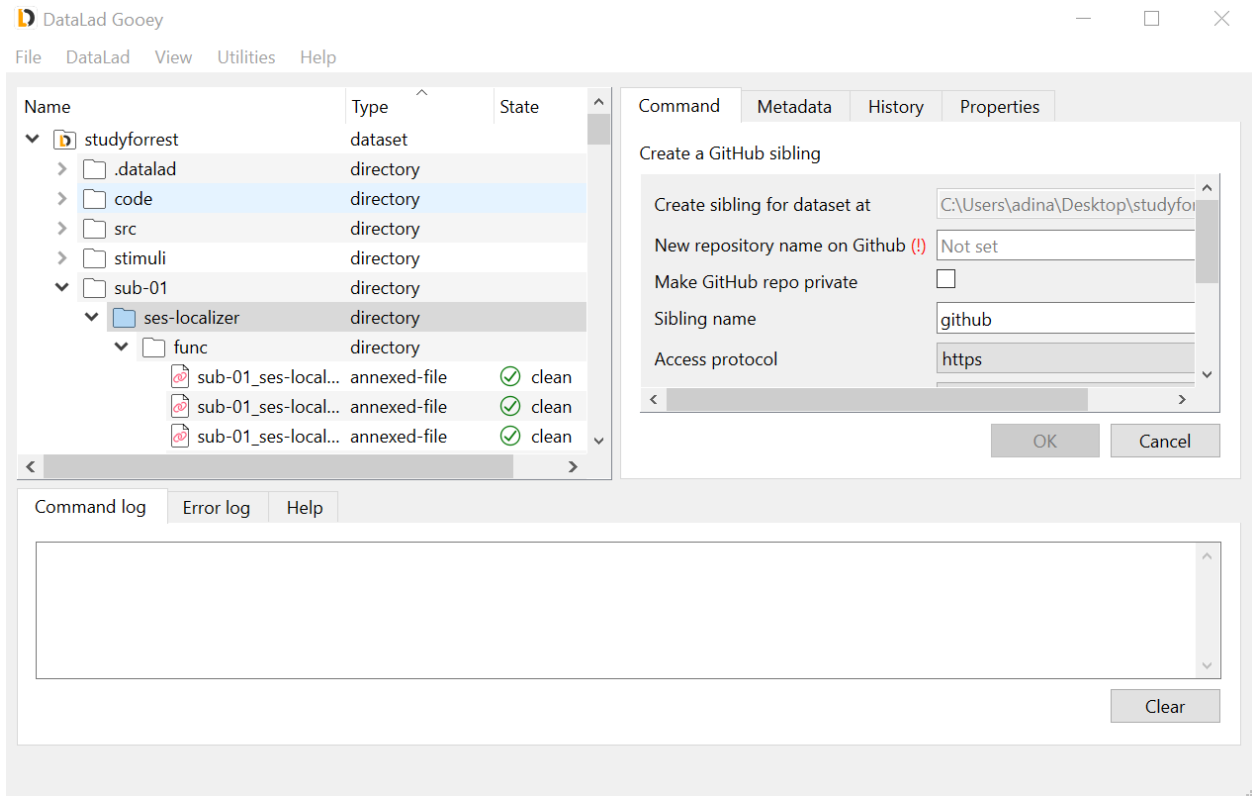 DataLad Gooey
File DataLad View Utilities Help
Name Type State
studyforrest dataset
.datalad directory
code directory
src directory
stimuli directory
sub-01 directory
ses-localizer directory
func directory
sub-01_ses-local... annexed-file clean
sub-01_ses-local... annexed-file clean
sub-01_ses-local... annexed-file clean
Command Metadata History Properties
Create a GitHub sibling
Create sibling for dataset at C:\Users\adina\Desktop\studyfor
New repository name on Github (!) Not set
Make GitHub repo private
Sibling name github
Access protocol https
OK Cancel
Command log Error log Help
Clear